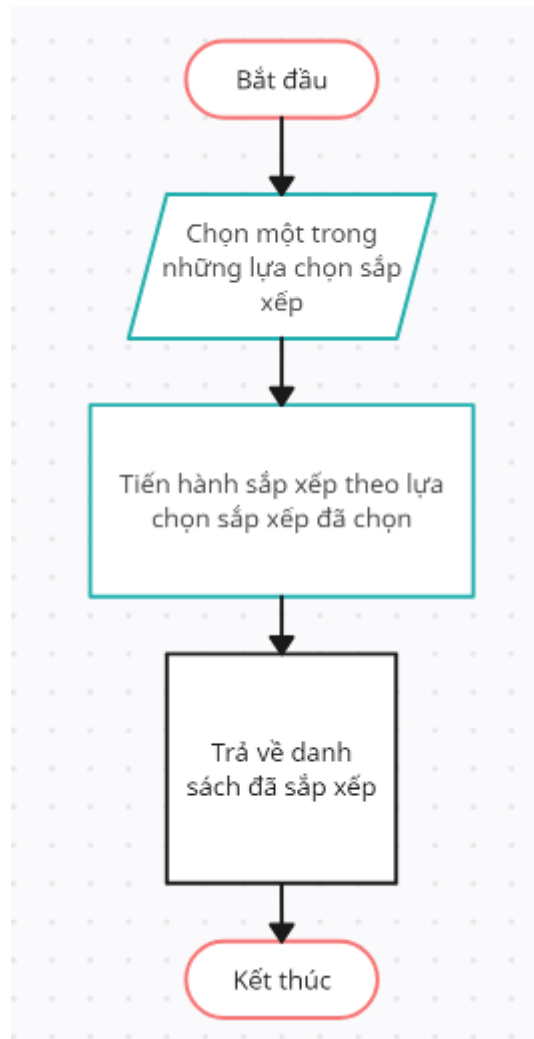 Bắt đầu
Chọn một trong
những lựa chọn sắp
xếp
Tiến hành sắp xếp theo lựa
chọn sắp xếp đã chọn
Trả về danh
sách đã sắp xếp
Kết thúc